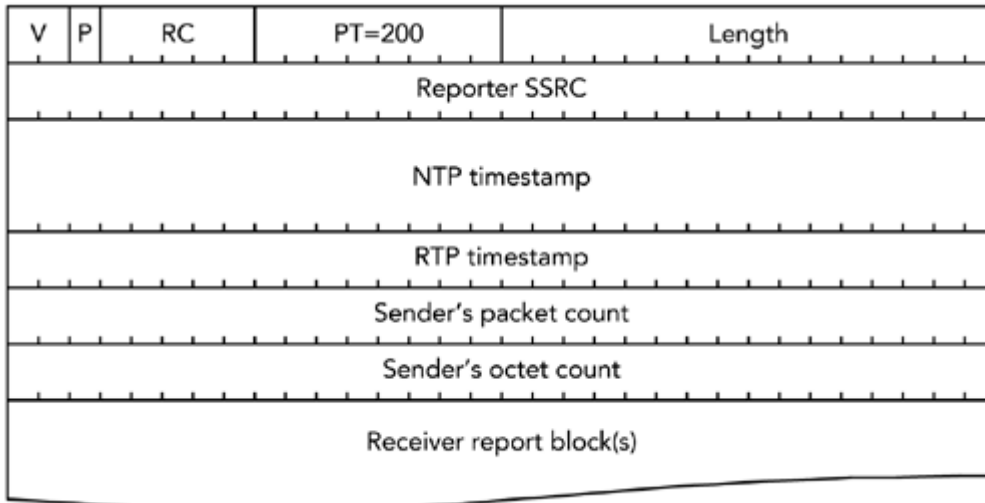 V P RC PT=200 Length
Reporter SSRC
NTP timestamp
RTP timestamp
Sender's packet count
Sender's octet count
Receiver report block(s)